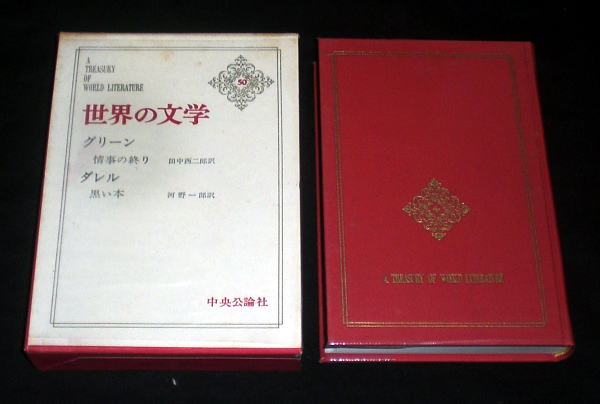 A
TREASURY
OF
WORLD LITERATURE
50
世界の文学
グリーン
情事の終り 田中西二郎訳
ダレル
黒い本 河野一郎訳
中央公論社
A TREASURY OF WORLD LITERATURE